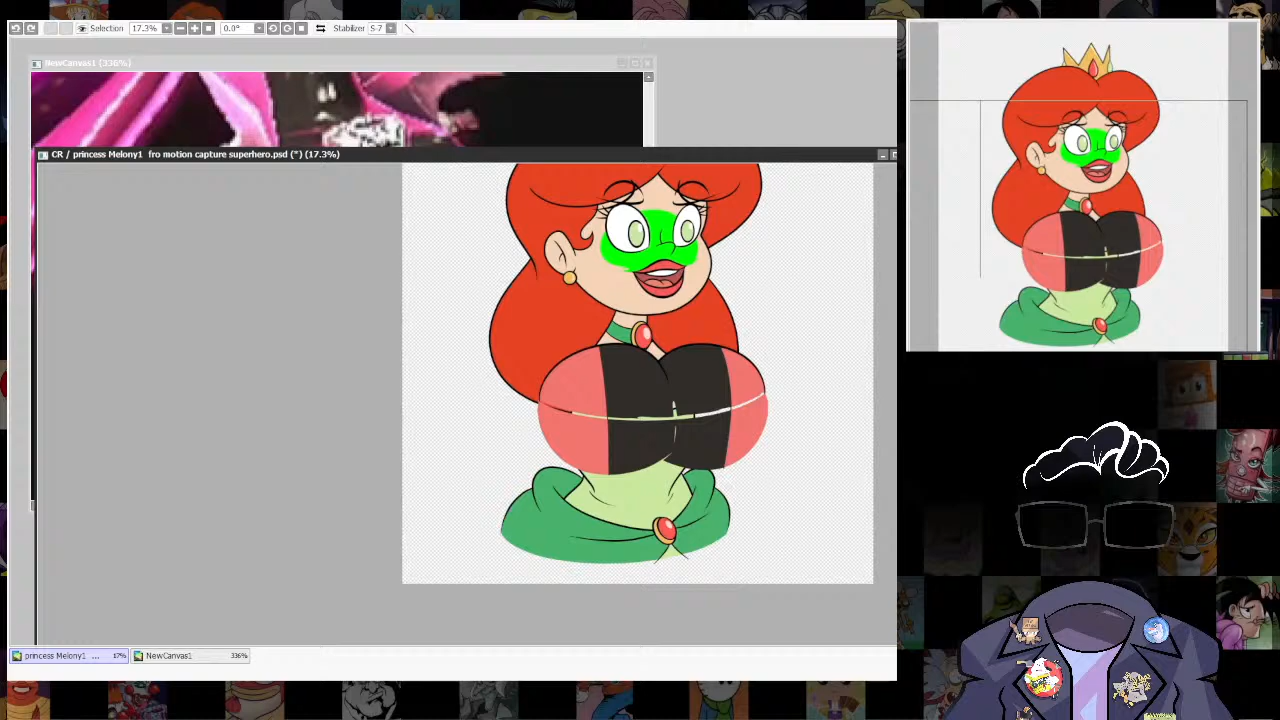 Selection 17.3% 0.0° Stabilizer S-7
NewCanvas1 (336%)
CR / princess Melony1 fro motion capture superhero.psd (*) (17.3%)
princess Melony1 ... 17% NewCanvas1 336%